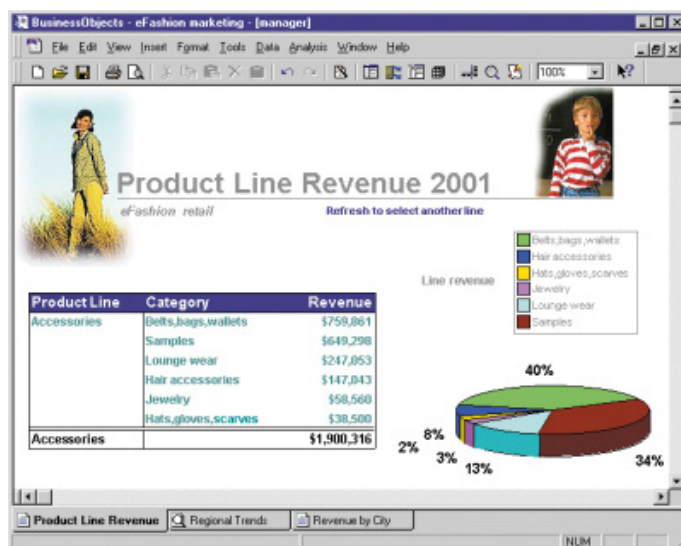 BusinessObjects - eFashion marketing - [manager]
File Edit View Insert Format Tools Data Analysis Window Help
100%
Product Line Revenue 2001
eFashion retail
Refresh to select another line
Line revenue
Belts,bags,wallets
Hair accessories
Hats,gloves,scarves
Jewelry
Lounge wear
Samples
Product Line Category Revenue
Accessories Belts,bags,wallets $759,861
Samples $649,298
Lounge wear $247,053
Hair accessories $147,043
Jewelry $58,560
Hats,gloves,scarves $38,500
Accessories $1,900,316
40%
8%
2%
3%
13%
34%
Product Line Revenue Regional Trends Revenue by City
NUM